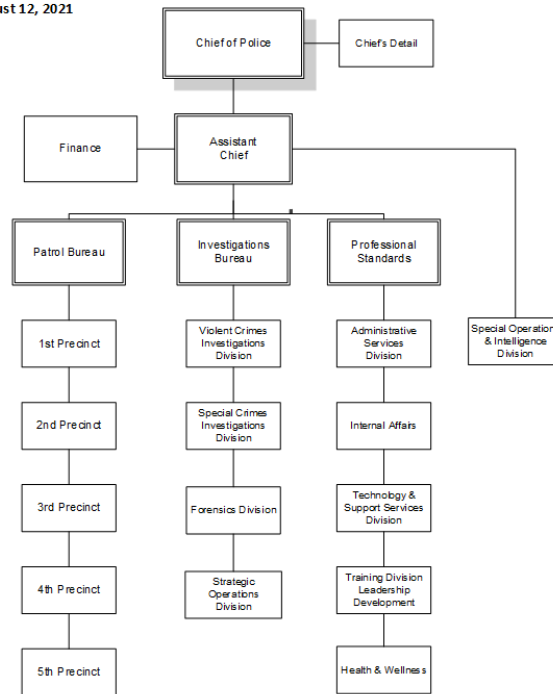 ust 12, 2021
Chief of Police
Chief's Detail
Finance
Assistant
Chief
Patrol Bureau
Investigations
Bureau
Professional
Standards
1st Precinct
Violent Crimes
Investigations
Division
Administrative
Services
Division
Special Operation
& Intelligence
Division
2nd Precinct
Special Crimes
Investigations
Division
Internal Affairs
3rd Precinct
Forensics Division
Technology &
Support Services
Division
4th Precinct
Strategic
Operations
Division
Training Division
Leadership
Development
5th Precinct
Health & Wellness